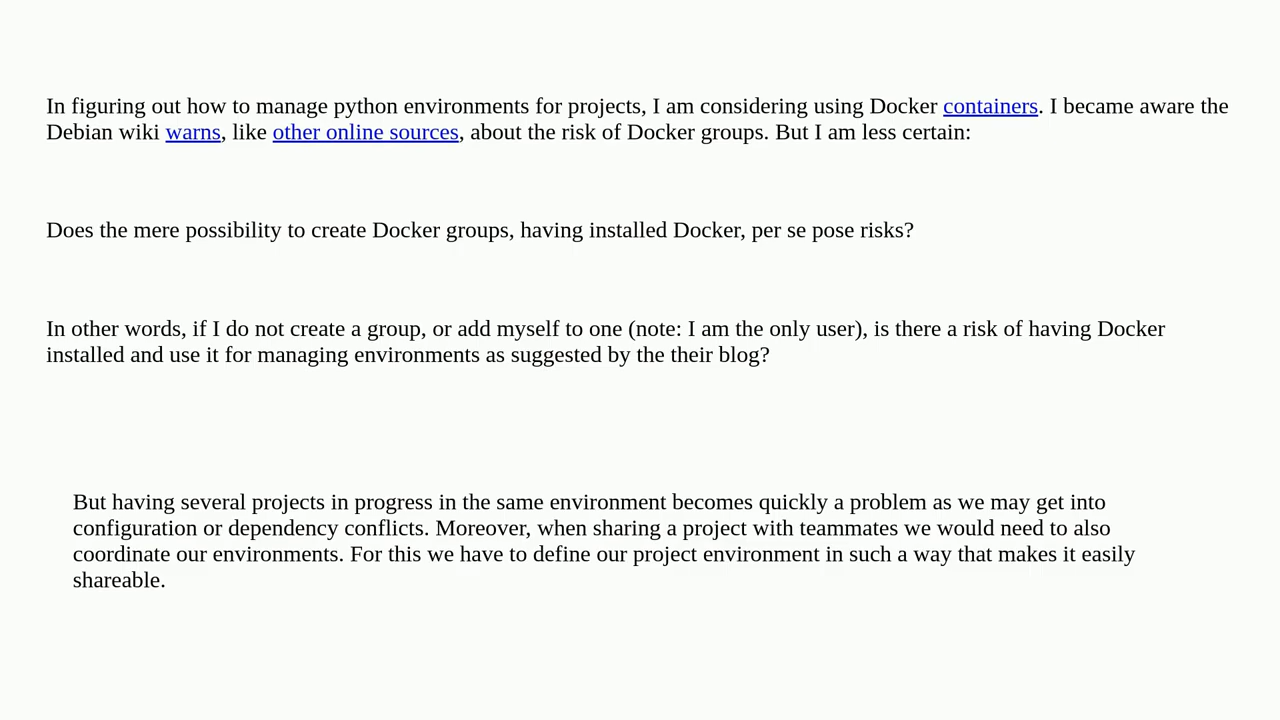 In figuring out how to manage python environments for projects, I am considering using Docker containers. I became aware the
Debian wiki warns, like other online sources, about the risk of Docker groups. But I am less certain:
Does the mere possibility to create Docker groups, having installed Docker, per se pose risks?
In other words, if I do not create a group, or add myself to one (note: I am the only user), is there a risk of having Docker
installed and use it for managing environments as suggested by the their blog?
But having several projects in progress in the same environment becomes quickly a problem as we may get into
configuration or dependency conflicts. Moreover, when sharing a project with teammates we would need to also
coordinate our environments. For this we have to define our project environment in such a way that makes it easily
shareable.